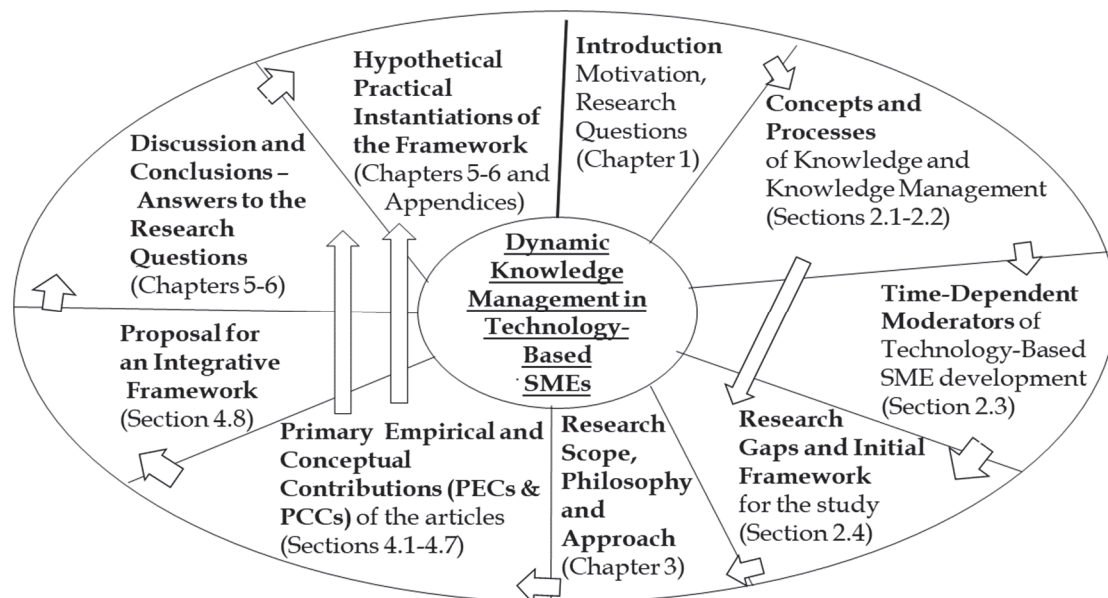 Introduction
Motivation,
Research
Questions
(Chapter 1)
Concepts and
Processes
of Knowledge and
Knowledge Management
(Sections 2.1-2.2)
Time-Dependent
Moderators of
Technology-Based
SME development
(Section 2.3)
Research
Gaps and Initial
Framework
for the study
(Section 2.4)
Research
Scope,
Philosophy
and
Approach
(Chapter 3)
Primary Empirical and
Conceptual
Contributions (PECs &
PCCs) of the articles
(Sections 4.1-4.7)
Proposal for
an Integrative
Framework
(Section 4.8)
Discussion and
Conclusions –
Answers to the
Research
Questions
(Chapters 5-6)
Hypothetical
Practical
Instantiations of
the Framework
(Chapters 5-6 and
Appendices)
Dynamic
Knowledge
Management in
Technology-
Based
SMEs